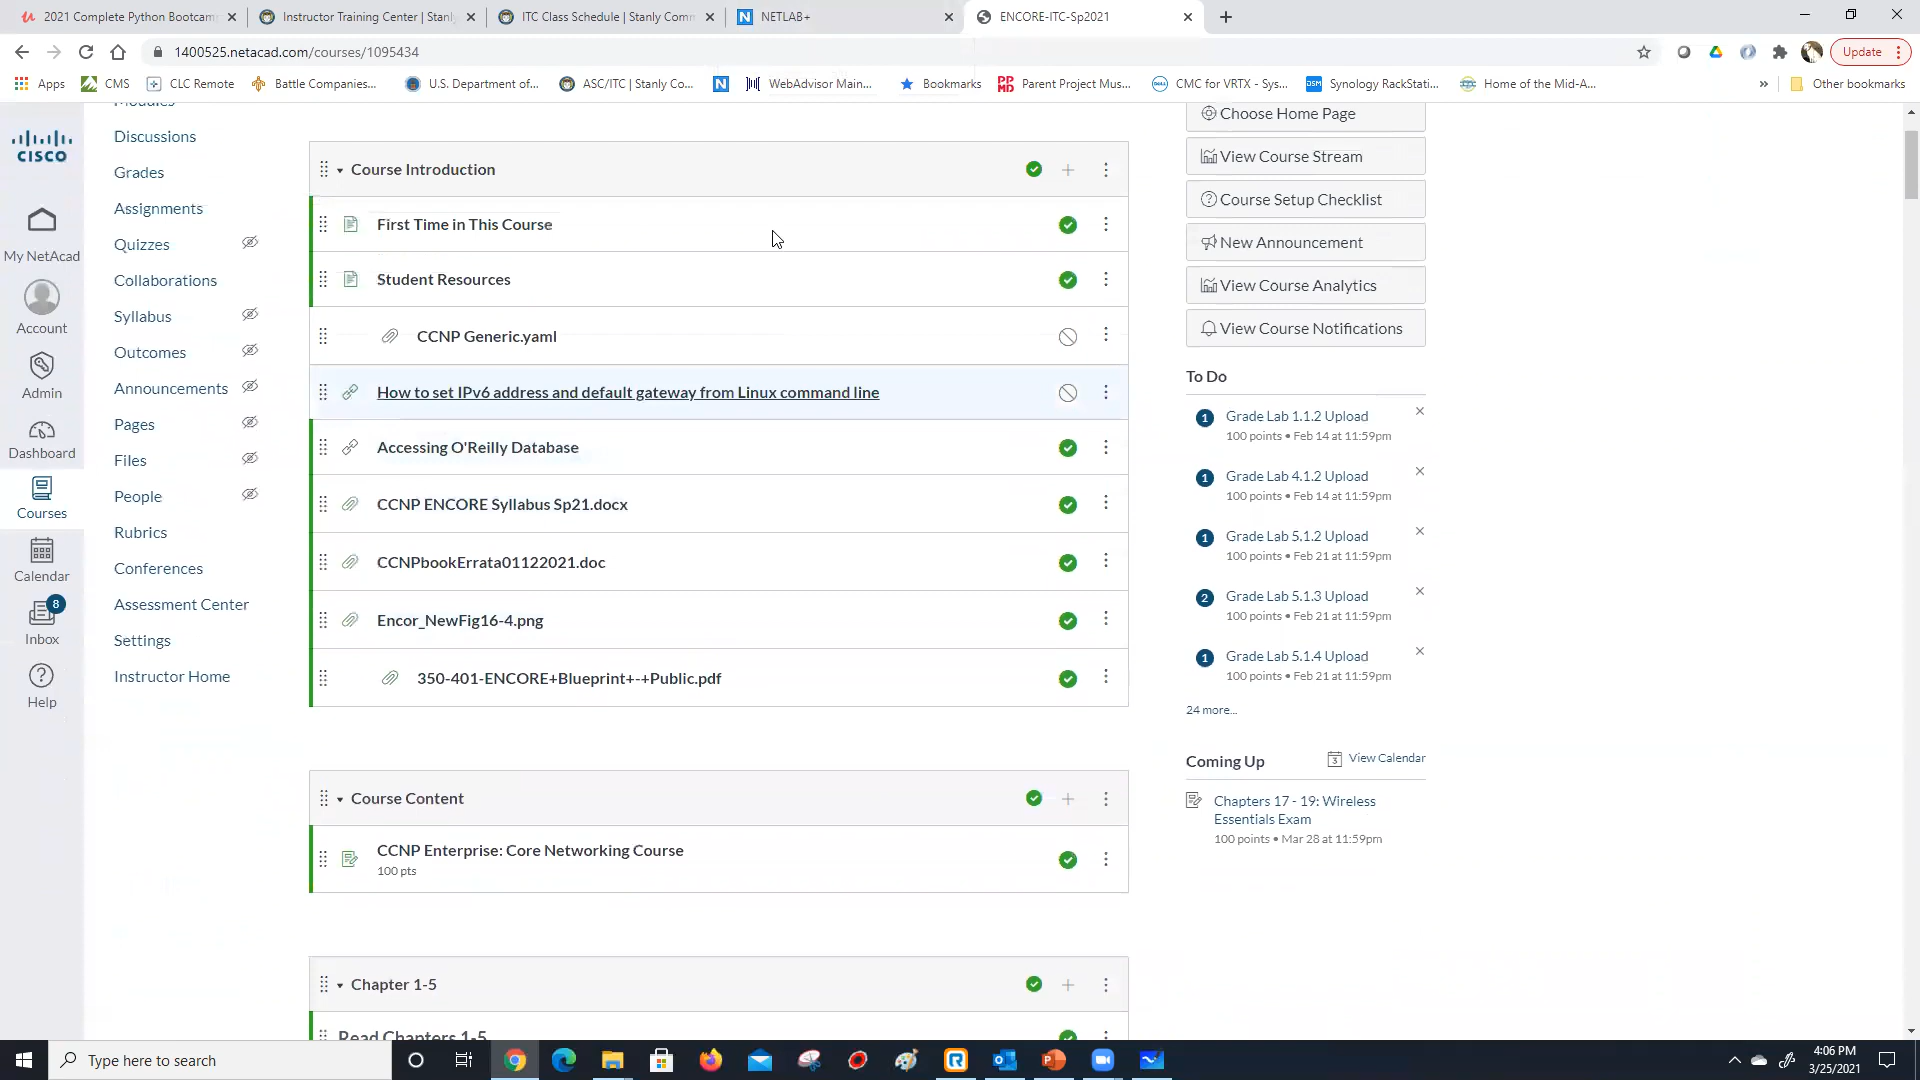 2021 Complete Python Bootcam
Instructor Training Center | Stanly
ITC Class Schedule | Stanly Comm
NETLAB+
ENCORE-ITC-Sp2021
1400525.netacad.com/courses/1095434
Update
Apps
CMS
CLC Remote
Battle Companies...
U.S. Department of...
ASC/ITC | Stanly Co...
WebAdvisor Main...
Bookmarks
Parent Project Mus...
CMC for VRTX - Sys...
Synology RackStati...
Home of the Mid-A...
»
Other bookmarks
CISCO
My NetAcad
Account
Admin
Dashboard
Courses
Calendar
8
Inbox
Help
Modules
Discussions
Grades
Assignments
Quizzes
Collaborations
Syllabus
Outcomes
Announcements
Pages
Files
People
Rubrics
Conferences
Assessment Center
Settings
Instructor Home
Course Introduction
First Time in This Course
Student Resources
CCNP Generic.yaml
How to set IPv6 address and default gateway from Linux command line
Accessing O'Reilly Database
CCNP ENCORE Syllabus Sp21.docx
CCNPbookErrata01122021.doc
Encor_NewFig16-4.png
350-401-ENCORE+Blueprint+-+Public.pdf
Course Content
CCNP Enterprise: Core Networking Course
100 pts
Chapter 1-5
Read Chapters 1-5
Choose Home Page
View Course Stream
Course Setup Checklist
New Announcement
View Course Analytics
View Course Notifications
To Do
1 Grade Lab 1.1.2 Upload
100 points • Feb 14 at 11:59pm
1 Grade Lab 4.1.2 Upload
100 points • Feb 14 at 11:59pm
1 Grade Lab 5.1.2 Upload
100 points • Feb 21 at 11:59pm
2 Grade Lab 5.1.3 Upload
100 points • Feb 21 at 11:59pm
1 Grade Lab 5.1.4 Upload
100 points • Feb 21 at 11:59pm
24 more...
Coming Up
3 View Calendar
Chapters 17 - 19: Wireless
Essentials Exam
100 points • Mar 28 at 11:59pm
Type here to search
4:06 PM
3/25/2021